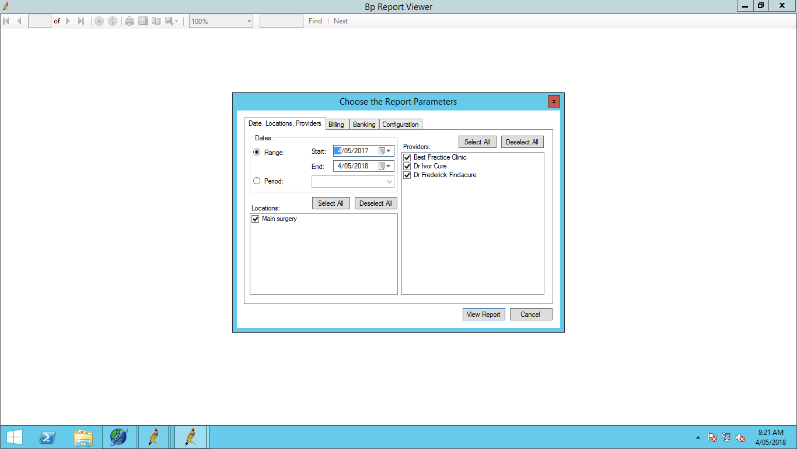 Bp Report Viewer
of
100%
Find | Next
Choose the Report Parameters
Date, Locations, Providers
Billing
Banking
Configuration
Dates
Range:
Start:
4/05/2017
End:
4/05/2018
Period:
Locations:
Select All
Deselect All
Main surgery
Providers:
Select All
Deselect All
Best Practice Clinic
Dr Ivor Cure
Dr Frederick Findacure
View Report
Cancel
8:21 AM
4/05/2018